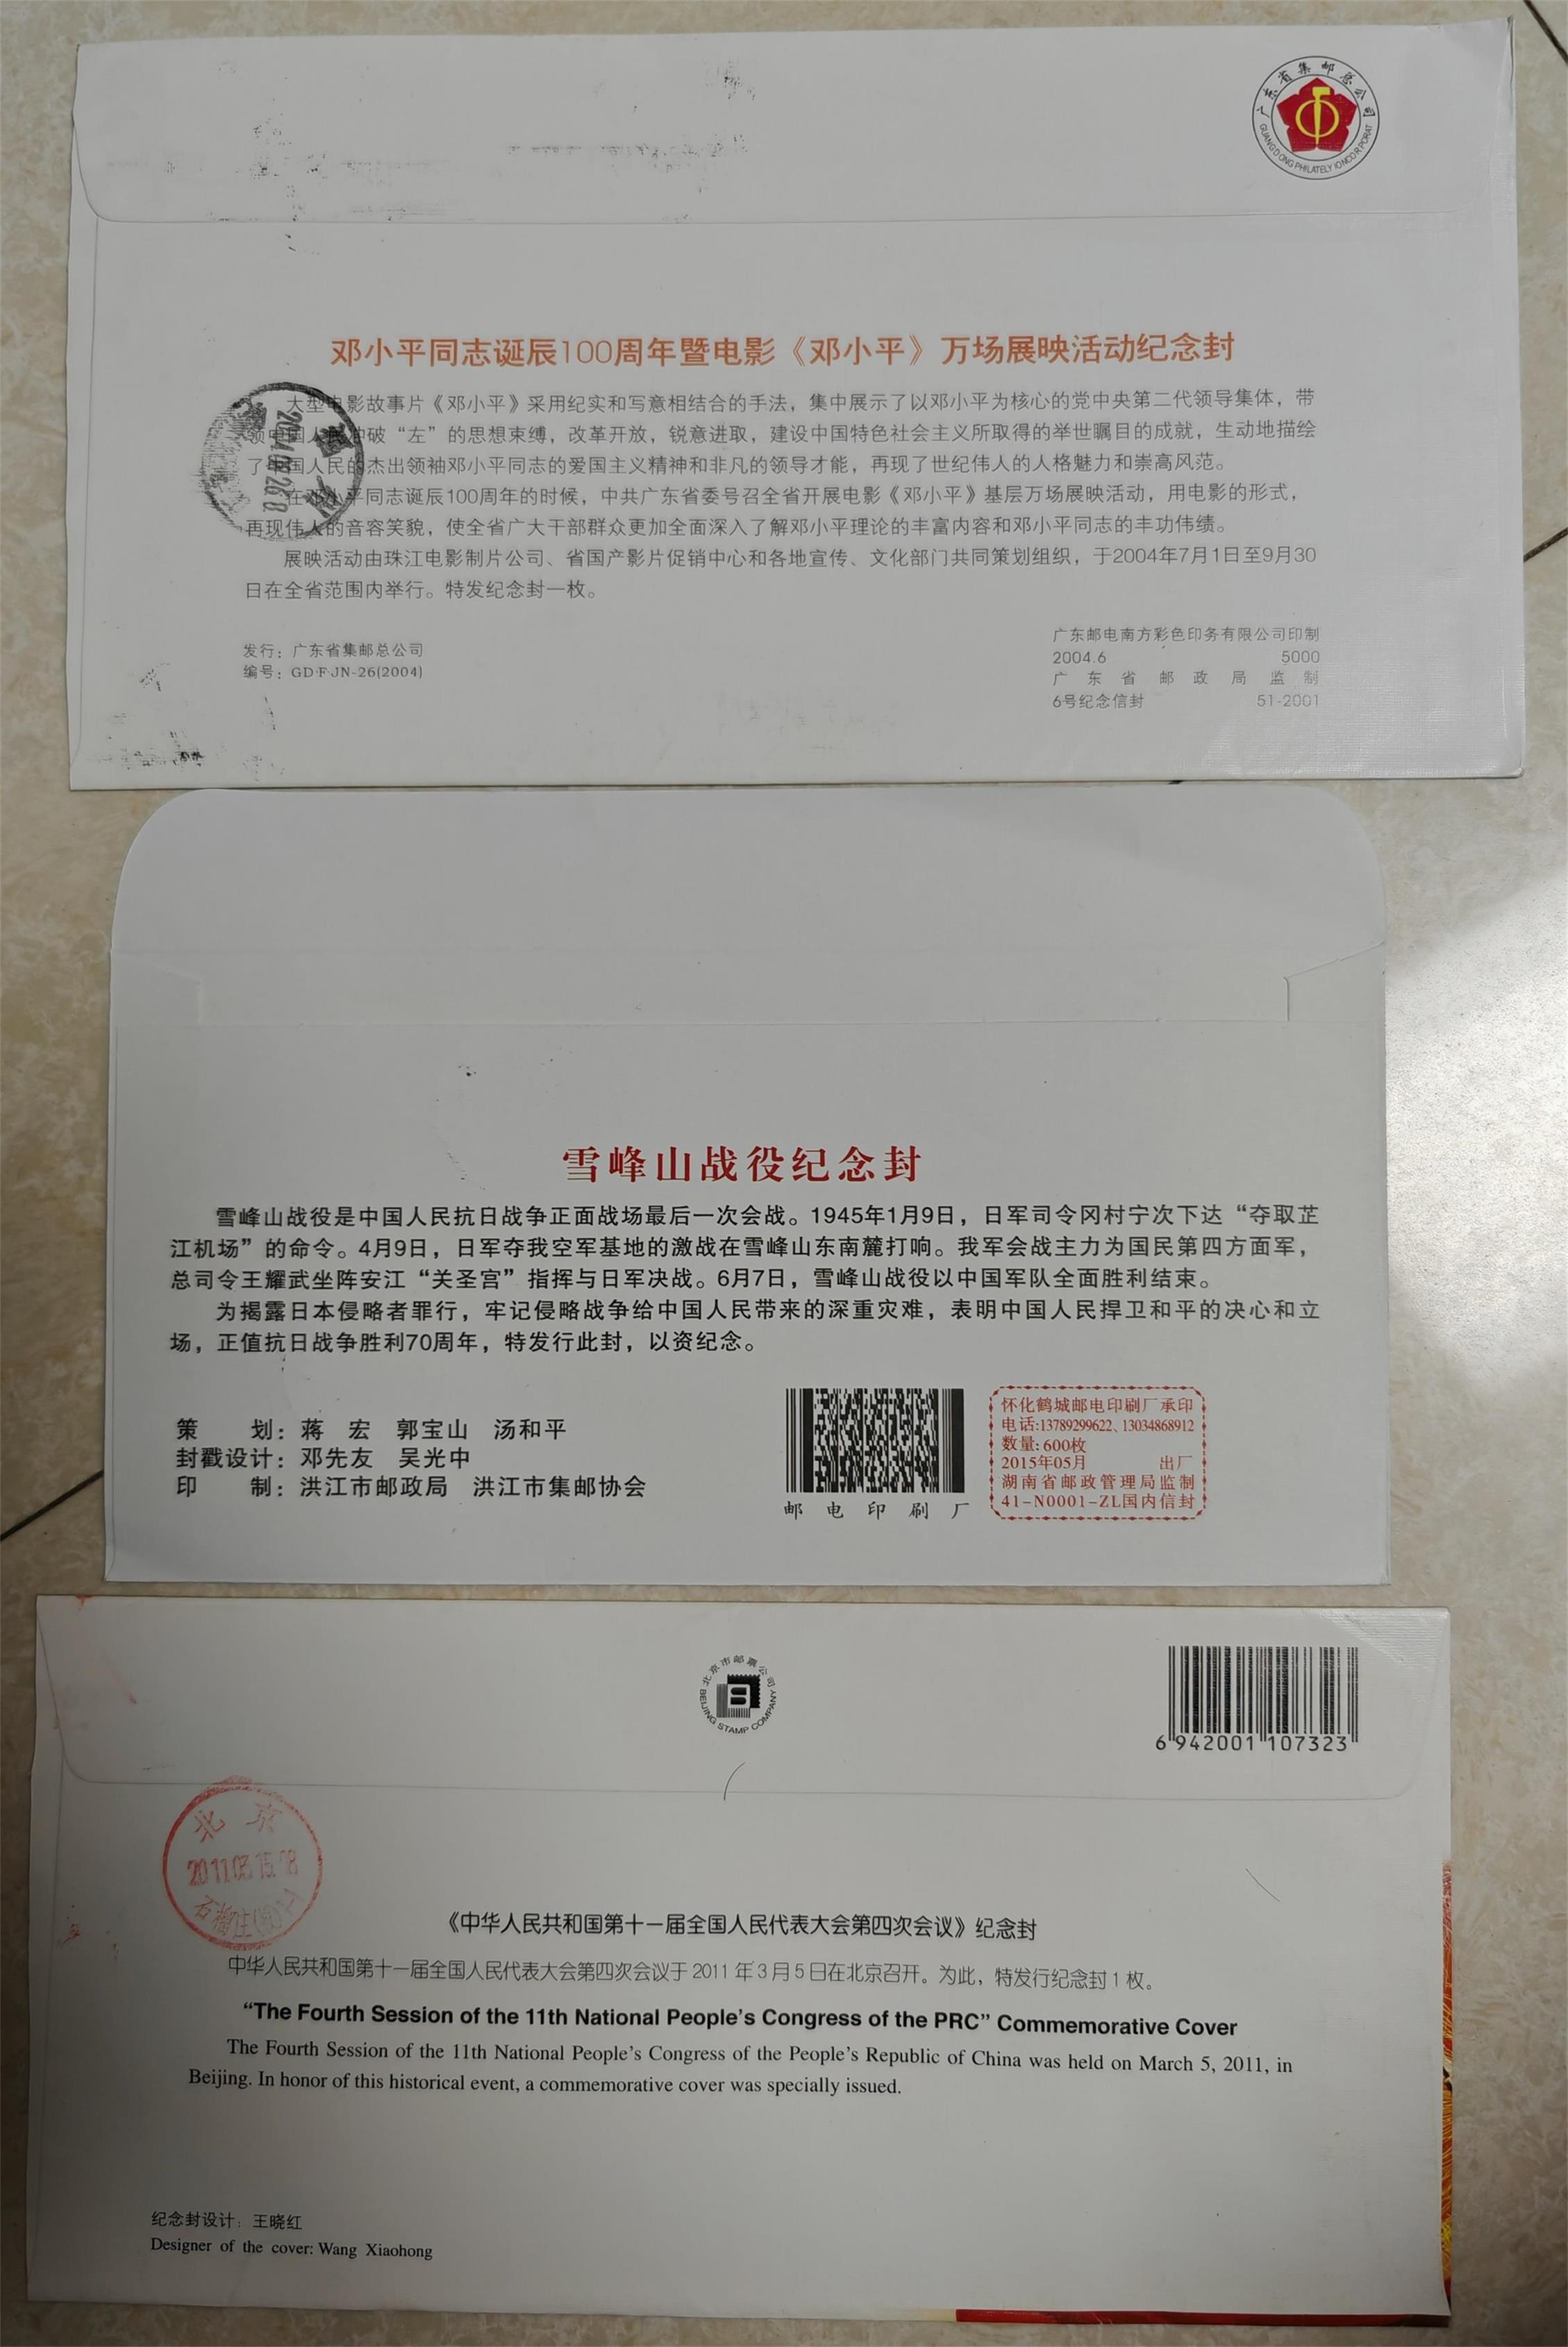 广东省集邮总公司
GUANGDONG PHILATELY IONCORPORAT
邓小平同志诞辰100周年暨电影《邓小平》万场展映活动纪念封
大型电影故事片《邓小平》采用纪实和写意相结合的手法，集中展示了以邓小平为核心的党中央第二代领导集体，带
领中国人民冲破“左”的思想束缚，改革开放，锐意进取，建设中国特色社会主义所取得的举世瞩目的成就，生动地描绘
了中国人民的杰出领袖邓小平同志的爱国主义精神和非凡的领导才能，再现了世纪伟人的人格魅力和崇高风范。
在邓小平同志诞辰100周年的时候，中共广东省委号召全省开展电影《邓小平》基层万场展映活动，用电影的形式，
再现伟人的音容笑貌，使全省广大干部群众更加全面深入了解邓小平理论的丰富内容和邓小平同志的丰功伟绩。
展映活动由珠江电影制片公司、省国产影片促销中心和各地宣传、文化部门共同策划组织，于2004年7月1日至9月30
日在全省范围内举行。特发纪念封一枚。
发行：广东省集邮总公司
编号：GD·F·JN-26(2004)
广东邮电南方彩色印务有限公司印制
2004.6 5000
广东省邮政局监制
6号纪念信封 51-2001
雪峰山战役纪念封
雪峰山战役是中国人民抗日战争正面战场最后一次会战。1945年1月9日，日军司令冈村宁次下达“夺取芷
江机场”的命令。4月9日，日军夺我空军基地的激战在雪峰山东南麓打响。我军会战主力为国民第四方面军，
总司令王耀武坐阵安江“关圣宫”指挥与日军决战。6月7日，雪峰山战役以中国军队全面胜利结束。
为揭露日本侵略者罪行，牢记侵略战争给中国人民带来的深重灾难，表明中国人民捍卫和平的决心和立
场，正值抗日战争胜利70周年，特发行此封，以资纪念。
策 划：蒋 宏 郭宝山 汤和平
封戳设计：邓先友 吴光中
印 制：洪江市邮政局 洪江市集邮协会
邮电印刷厂
怀化鹤城邮电印刷厂承印
电话:13789299622、13034868912
数量:600枚
2015年05月 出厂
湖南省邮政管理局监制
41-N0001-ZL国内信封
北京市邮票公司
BEIJING STAMP COMPANY
6 942001 107323
北京
2011.03.15.18
《中华人民共和国第十一届全国人民代表大会第四次会议》纪念封
中华人民共和国第十一届全国人民代表大会第四次会议于2011年3月5日在北京召开。为此，特发行纪念封1枚。
“The Fourth Session of the 11th National People’s Congress of the PRC” Commemorative Cover
The Fourth Session of the 11th National People’s Congress of the People’s Republic of China was held on March 5, 2011, in
Beijing. In honor of this historical event, a commemorative cover was specially issued.
纪念封设计：王晓红
Designer of the cover: Wang Xiaohong